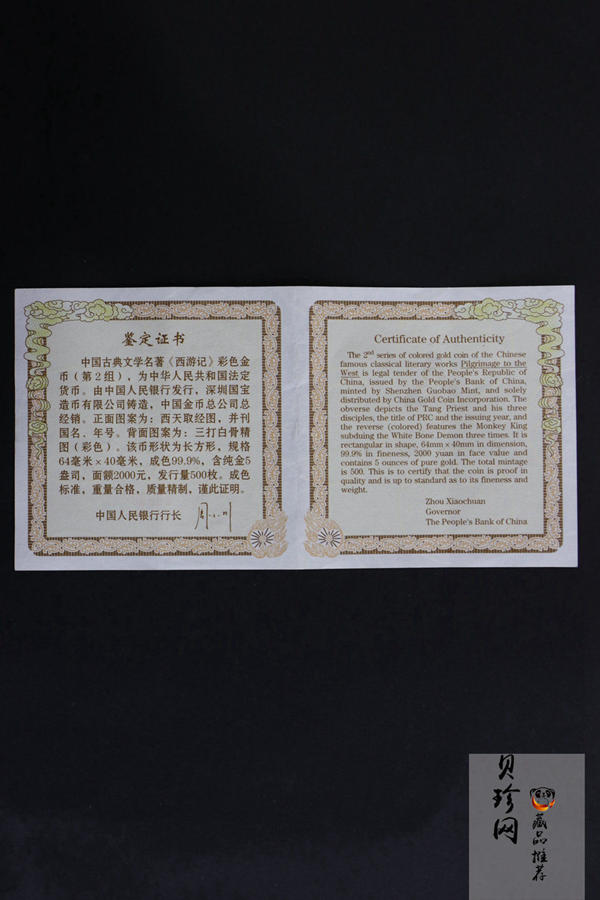 鉴定证书
中国古典文学名著《西游记》彩色金
币（第2组），为中华人民共和国法定
货币。由中国人民银行发行，深圳国宝
造币有限公司铸造，中国金币总公司总
经销。正面图案为：西天取经图，并刊
国名、年号。背面图案为：三打白骨精
图（彩色）。该币形状为长方形，规格
64毫米×40毫米，成色99.9%，含纯金5
盎司，面额2000元，发行量500枚。成色
标准，重量合格，质量精制，谨此证明。
中国人民银行行长
Certificate of Authenticity
The 2nd series of colored gold coin of the Chinese
famous classical literary works Pilgrimage to the
West is legal tender of the People's Republic of
China, issued by the People's Bank of China,
minted by Shenzhen Guobao Mint, and solely
distributed by China Gold Coin Incorporation. The
obverse depicts the Tang Priest and his three
disciples, the title of PRC and the issuing year, and
the reverse (colored) features the Monkey King
subduing the White Bone Demon three times. It is
rectangular in shape, 64mm x 40mm in dimension,
99.9% in fineness, 2000 yuan in face value and
contains 5 ounces of pure gold. The total mintage
is 500. This is to certify that the coin is proof in
quality and is up to standard as to its fineness and
weight.
Zhou Xiaochuan
Governor
The People's Bank of China
贝珍网
藏品推荐